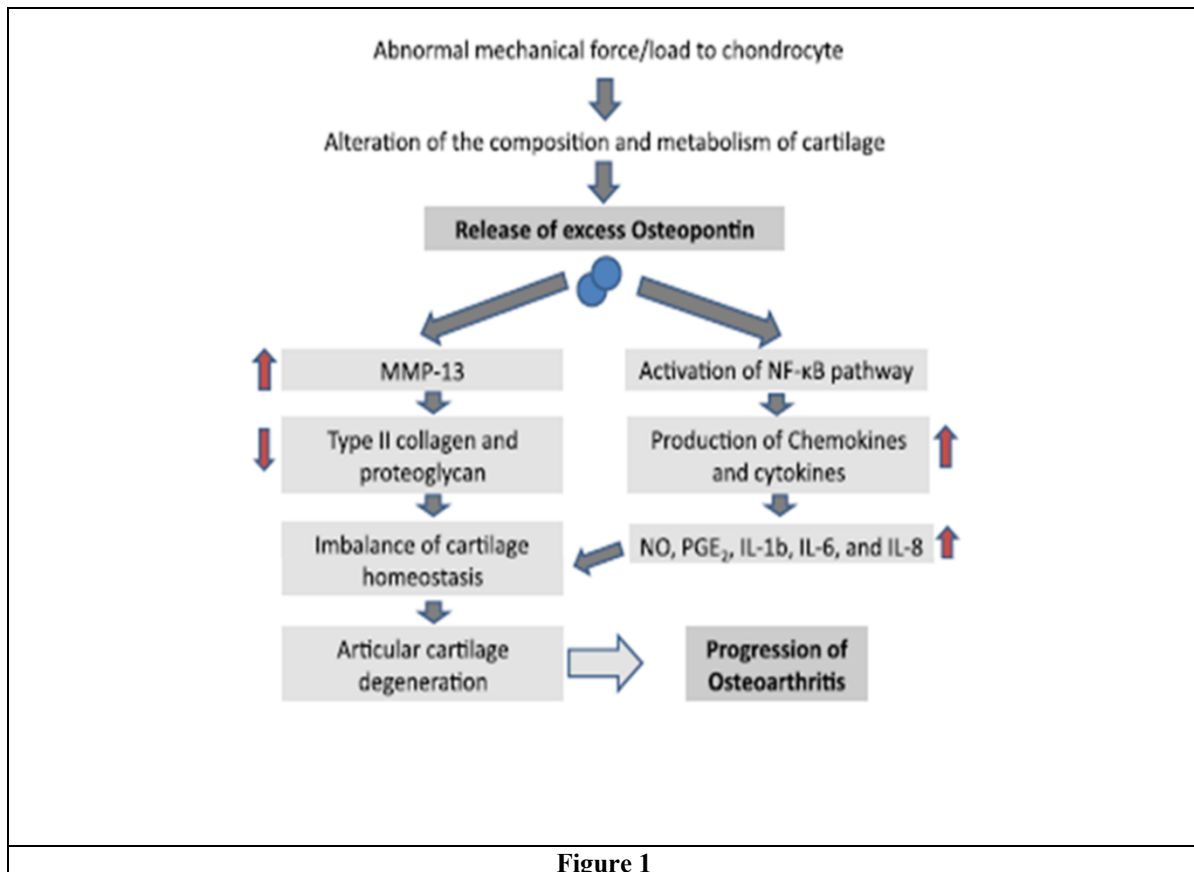 Abnormal mechanical force/load to chondrocyte
Alteration of the composition and metabolism of cartilage
Release of excess Osteopontin
MMP-13
Type II collagen and
proteoglycan
Imbalance of cartilage
homeostasis
Articular cartilage
degeneration
Activation of NF-κB pathway
Production of Chemokines
and cytokines
NO, PGE₂, IL-1b, IL-6, and IL-8
Progression of
Osteoarthritis
Figure 1